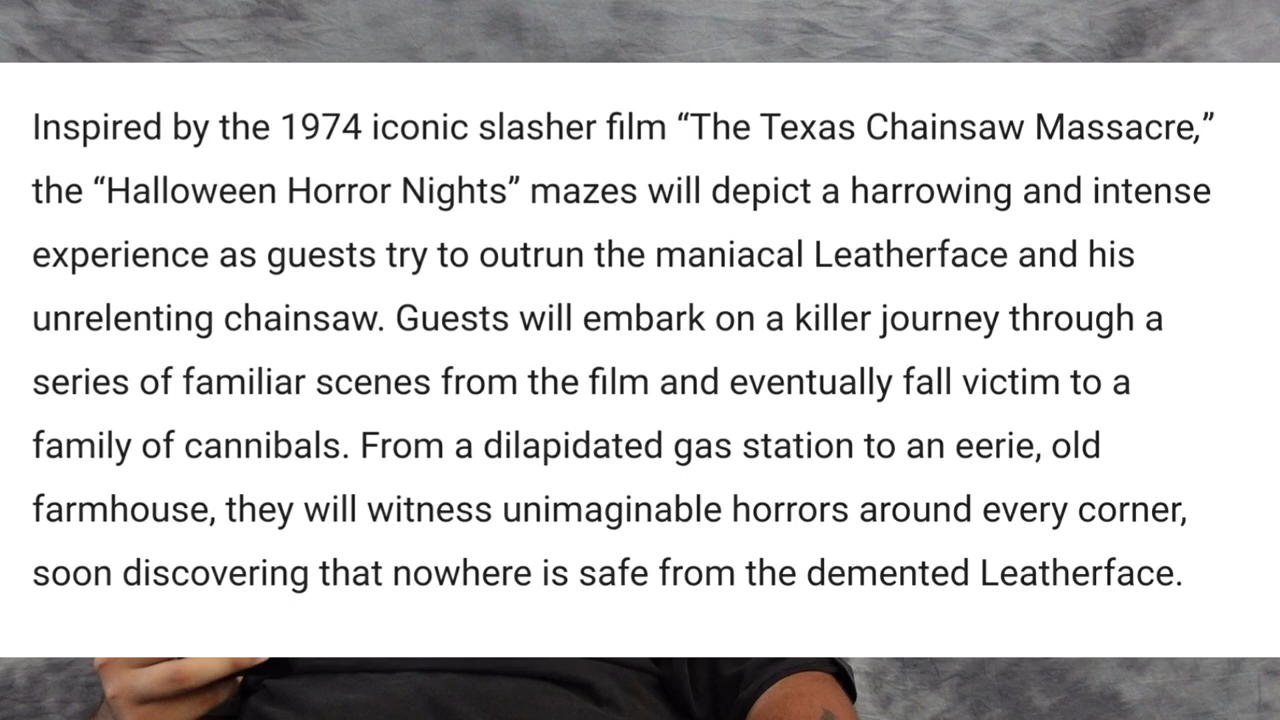 Inspired by the 1974 iconic slasher film “The Texas Chainsaw Massacre,”
the “Halloween Horror Nights” mazes will depict a harrowing and intense
experience as guests try to outrun the maniacal Leatherface and his
unrelenting chainsaw. Guests will embark on a killer journey through a
series of familiar scenes from the film and eventually fall victim to a
family of cannibals. From a dilapidated gas station to an eerie, old
farmhouse, they will witness unimaginable horrors around every corner,
soon discovering that nowhere is safe from the demented Leatherface.